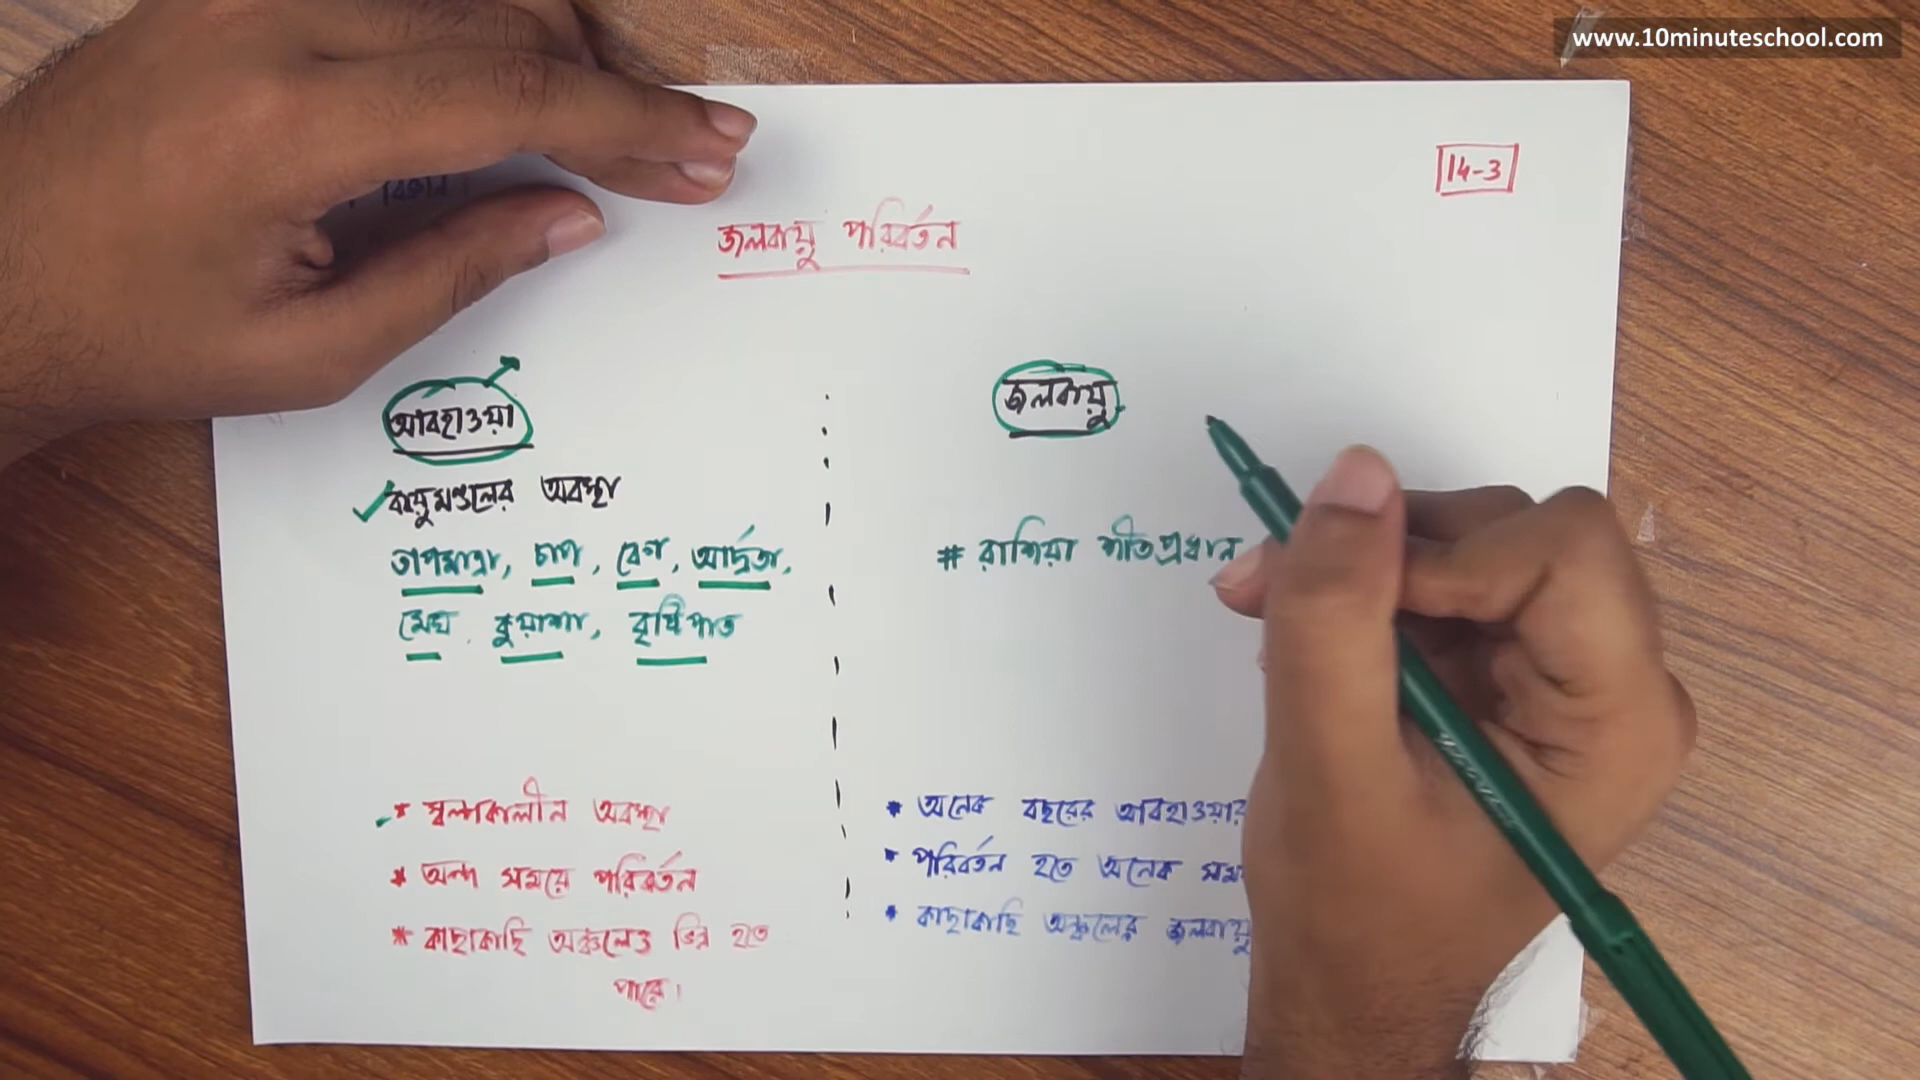 www.10minuteschool.com
14-3
জলবায়ু পরিবর্তন
আবহাওয়া
বায়ুমণ্ডলের অবস্থা
তাপমাত্রা, চাপ, বেগ, আর্দ্রতা,
মেঘ, কুয়াশা, বৃষ্টিপাত
* স্বল্পকালীন অবস্থা
* অল্প সময়ে পরিবর্তন
* কাছাকাছি অঞ্চলেও ভিন্ন হতে
পারে।
জলবায়ু
# রাশিয়া শীতপ্রধান
* অনেক বছরের আবহাওয়ার
* পরিবর্তন হতে অনেক
* কাছাকাছি অঞ্চলের জলবায়ু